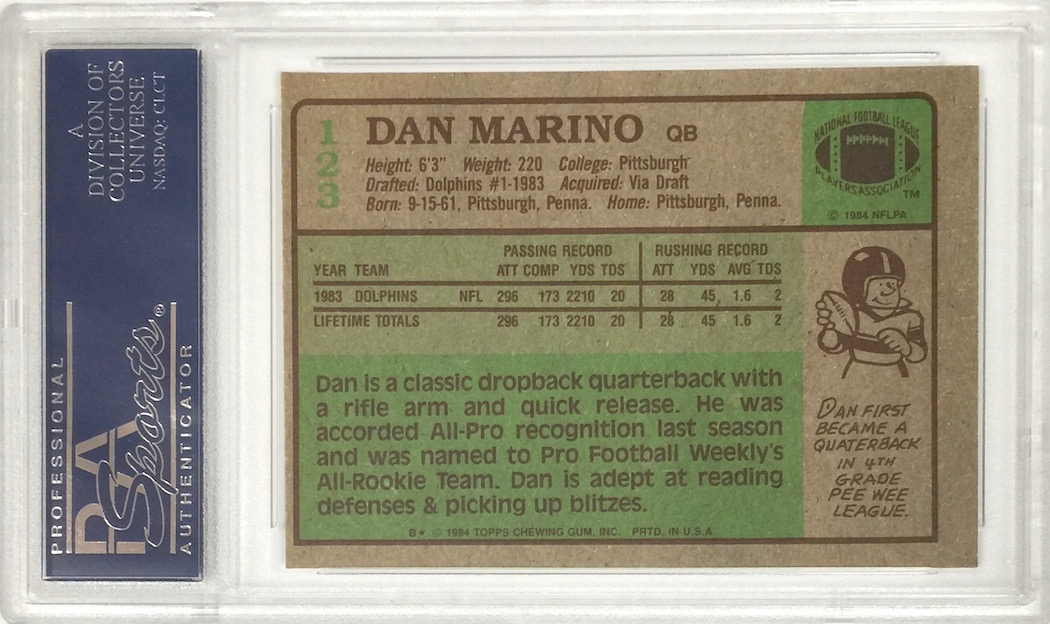 A
DIVISION OF
COLLECTORS
UNIVERSE
NASDAQ: CLCT
PROFESSIONAL
PSA
Sports®
AUTHENTICATOR
123
DAN MARINO QB
Height: 6'3" Weight: 220 College: Pittsburgh
Drafted: Dolphins #1-1983 Acquired: Via Draft
Born: 9-15-61, Pittsburgh, Penna. Home: Pittsburgh, Penna.
NATIONAL FOOTBALL LEAGUE
PLAYERS ASSOCIATION
TM
© 1984 NFLPA
PASSING RECORD RUSHING RECORD
YEAR TEAM ATT COMP YDS TDS ATT YDS AVG TDS
1983 DOLPHINS NFL 296 173 2210 20 28 45 1.6 2
LIFETIME TOTALS 296 173 2210 20 28 45 1.6 2
Dan is a classic dropback quarterback with
a rifle arm and quick release. He was
accorded All-Pro recognition last season
and was named to Pro Football Weekly's
All-Rookie Team. Dan is adept at reading
defenses & picking up blitzes.
B* © 1984 TOPPS CHEWING GUM, INC. PRTD. IN U.S.A.
DAN FIRST
BECAME A
QUATERBACK
IN 4TH
GRADE
PEE WEE
LEAGUE.